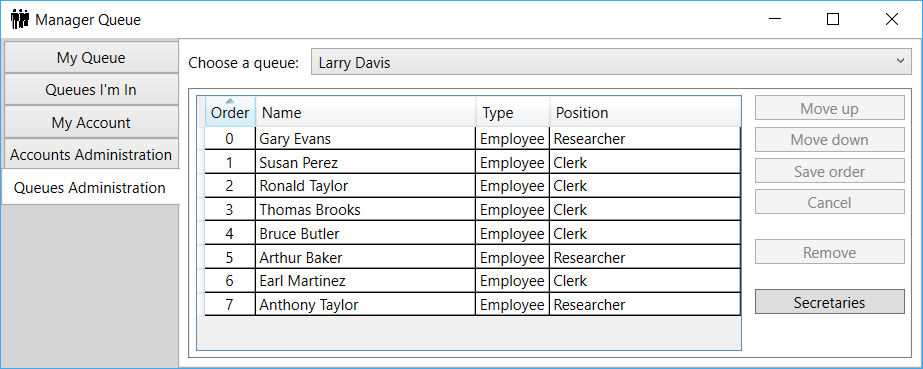 Manager Queue
My Queue
Queues I'm In
My Account
Accounts Administration
Queues Administration
Choose a queue: Larry Davis
Order Name Type Position
0 Gary Evans Employee Researcher
1 Susan Perez Employee Clerk
2 Ronald Taylor Employee Clerk
3 Thomas Brooks Employee Clerk
4 Bruce Butler Employee Clerk
5 Arthur Baker Employee Researcher
6 Earl Martinez Employee Clerk
7 Anthony Taylor Employee Researcher
Move up
Move down
Save order
Cancel
Remove
Secretaries